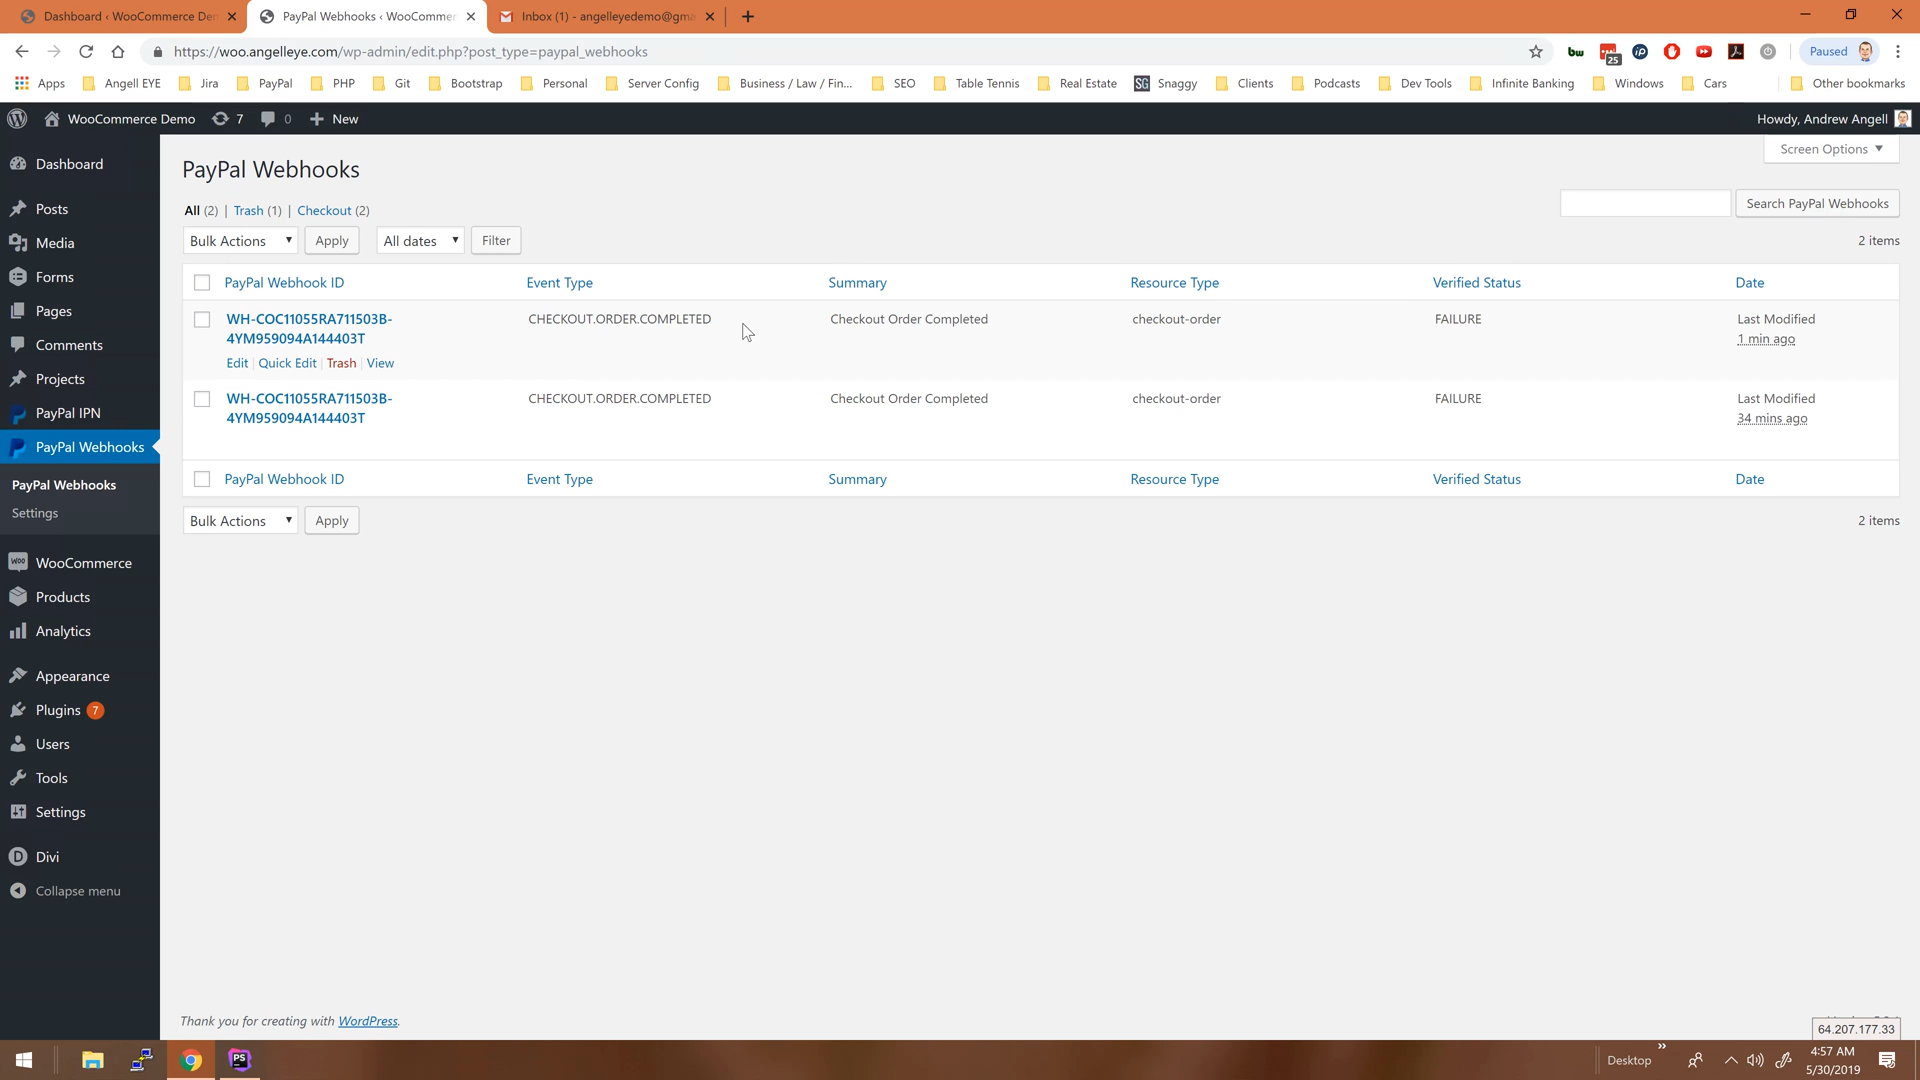 Dashboard ‹ WooCommerce Den
PayPal Webhooks ‹ WooCommer
Inbox (1) - angelleyedemo@gma
https://woo.angelleye.com/wp-admin/edit.php?post_type=paypal_webhooks
bw
25
Paused
Apps
Angell EYE
Jira
PayPal
PHP
Git
Bootstrap
Personal
Server Config
Business / Law / Fin...
SEO
Table Tennis
Real Estate
SG Snaggy
Clients
Podcasts
Dev Tools
Infinite Banking
Windows
Cars
Other bookmarks
WooCommerce Demo
7
0
New
Howdy, Andrew Angell
Screen Options
Dashboard
Posts
Media
Forms
Pages
Comments
Projects
PayPal IPN
PayPal Webhooks
PayPal Webhooks
Settings
WooCommerce
Products
Analytics
Appearance
Plugins 7
Users
Tools
Settings
Divi
Collapse menu
PayPal Webhooks
All (2) | Trash (1) | Checkout (2)
Search PayPal Webhooks
Bulk Actions
Apply
All dates
Filter
2 items
PayPal Webhook ID
Event Type
Summary
Resource Type
Verified Status
Date
WH-COC11055RA711503B-
4YM959094A144403T
CHECKOUT.ORDER.COMPLETED
Checkout Order Completed
checkout-order
FAILURE
Last Modified
1 min ago
Edit | Quick Edit | Trash | View
WH-COC11055RA711503B-
4YM959094A144403T
CHECKOUT.ORDER.COMPLETED
Checkout Order Completed
checkout-order
FAILURE
Last Modified
34 mins ago
PayPal Webhook ID
Event Type
Summary
Resource Type
Verified Status
Date
Bulk Actions
Apply
2 items
Thank you for creating with WordPress.
64.207.177.33
PS
Desktop
4:57 AM
5/30/2019